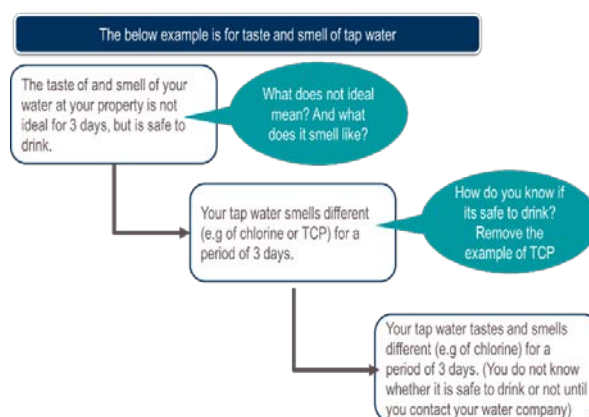 The below example is for taste and smell of tap water
The taste of and smell of your
water at your property is not
ideal for 3 days, but is safe to
drink.
What does not ideal
mean? And what
does it smell like?
Your tap water smells different
(e.g of chlorine or TCP) for a
period of 3 days.
How do you know if
its safe to drink?
Remove the
example of TCP
Your tap water tastes and smells
different (e.g of chlorine) for a
period of 3 days. (You do not know
whether it is safe to drink or not until
you contact your water company)